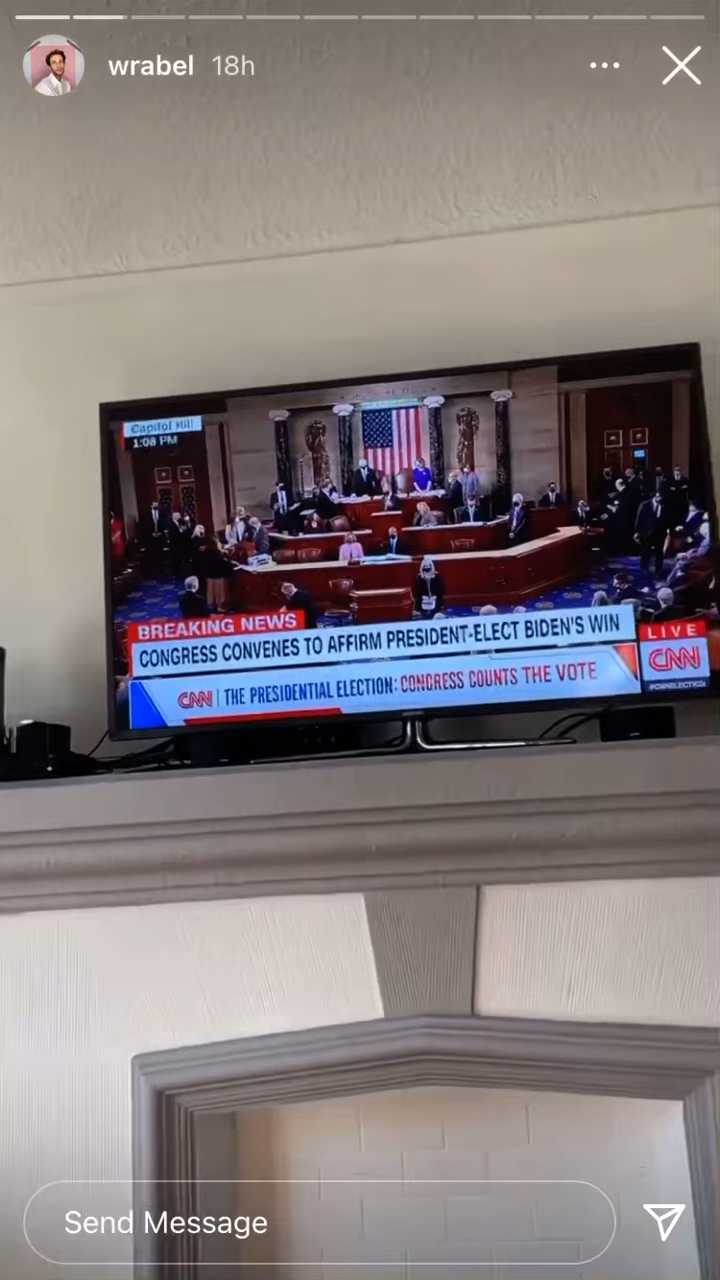 wrabel 18h
Capitol Hill
1:08 PM
BREAKING NEWS
CONGRESS CONVENES TO AFFIRM PRESIDENT-ELECT BIDEN'S WIN
LIVE
CNN
CNN | THE PRESIDENTIAL ELECTION: CONGRESS COUNTS THE VOTE
Send Message